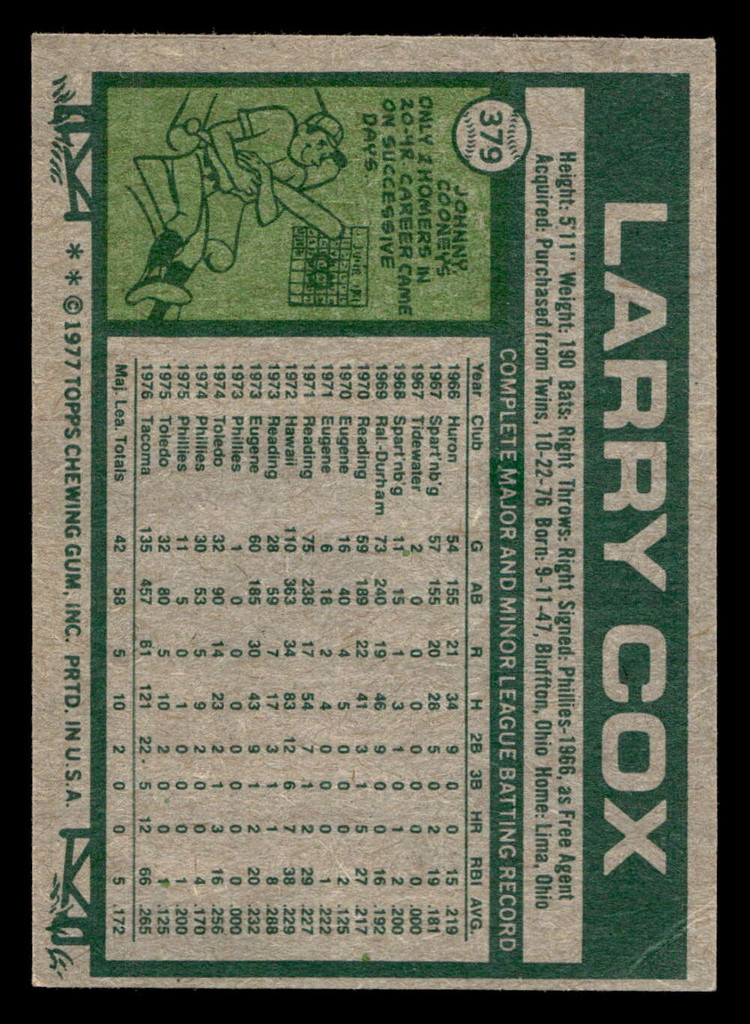 LARRY COX
379
Height: 5'11" Weight: 190 Bats: Right Throws: Right Signed: Phillies-1966, as Free Agent
Acquired: Purchased from Twins, 10-22-76 Born: 9-11-47, Bluffton, Ohio Home: Lima, Ohio
JOHNNY
COONEY'S
ONLY 2 HOMERS IN
20-YR. CAREER CAME
ON SUCCESSIVE
DAYS.
COMPLETE MAJOR AND MINOR LEAGUE BATTING RECORD
Year Club G AB R H 2B 3B HR RBI AVG.
1966 Huron 54 155 21 34 9 0 0 15 .219
1967 Spart'nb'g 57 155 20 28 5 0 2 19 .181
1967 Tidewater 2 0 0 0 0 0 0 0 .000
1968 Spart'nb'g 11 15 1 3 1 0 1 2 .200
1969 Ral.-Durham 73 240 19 46 9 0 2 16 .192
1970 Reading 59 189 22 41 3 1 5 27 .217
1970 Eugene 16 40 4 5 0 0 0 2 .125
1971 Eugene 6 18 2 4 0 0 0 1 .222
1971 Reading 75 238 17 54 7 1 2 29 .227
1972 Hawaii 110 363 34 83 12 6 7 38 .229
1973 Reading 28 59 7 17 3 1 1 8 .288
1973 Eugene 60 185 30 43 9 1 2 20 .232
1973 Phillies 1 0 0 0 0 0 0 0 .000
1974 Toledo 32 90 14 23 2 1 3 16 .256
1974 Phillies 30 53 5 9 2 0 0 4 .170
1975 Phillies 11 5 0 1 0 0 0 1 .200
1975 Toledo 32 80 5 10 2 0 0 1 .125
1976 Tacoma 135 457 61 121 22 5 12 66 .265
Maj. Lea. Totals 42 58 5 10 2 0 0 5 .172
* * © 1977 TOPPS CHEWING GUM, INC. PRTD. IN U.S.A.